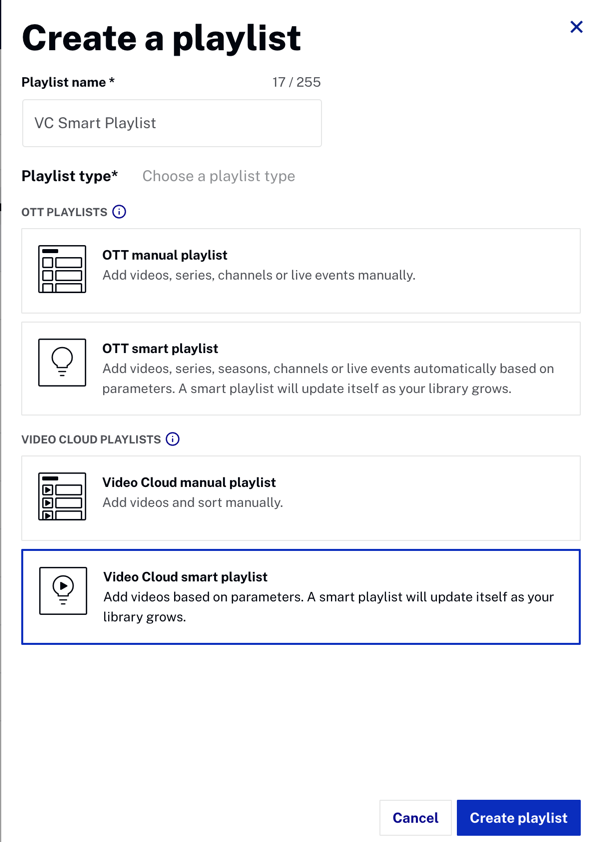 Create a playlist
Playlist name * 17 / 255
VC Smart Playlist
Playlist type* Choose a playlist type
OTT PLAYLISTS
OTT manual playlist
Add videos, series, channels or live events manually.
OTT smart playlist
Add videos, series, seasons, channels or live events automatically based on
parameters. A smart playlist will update itself as your library grows.
VIDEO CLOUD PLAYLISTS
Video Cloud manual playlist
Add videos and sort manually.
Video Cloud smart playlist
Add videos based on parameters. A smart playlist will update itself as your
library grows.
Cancel Create playlist